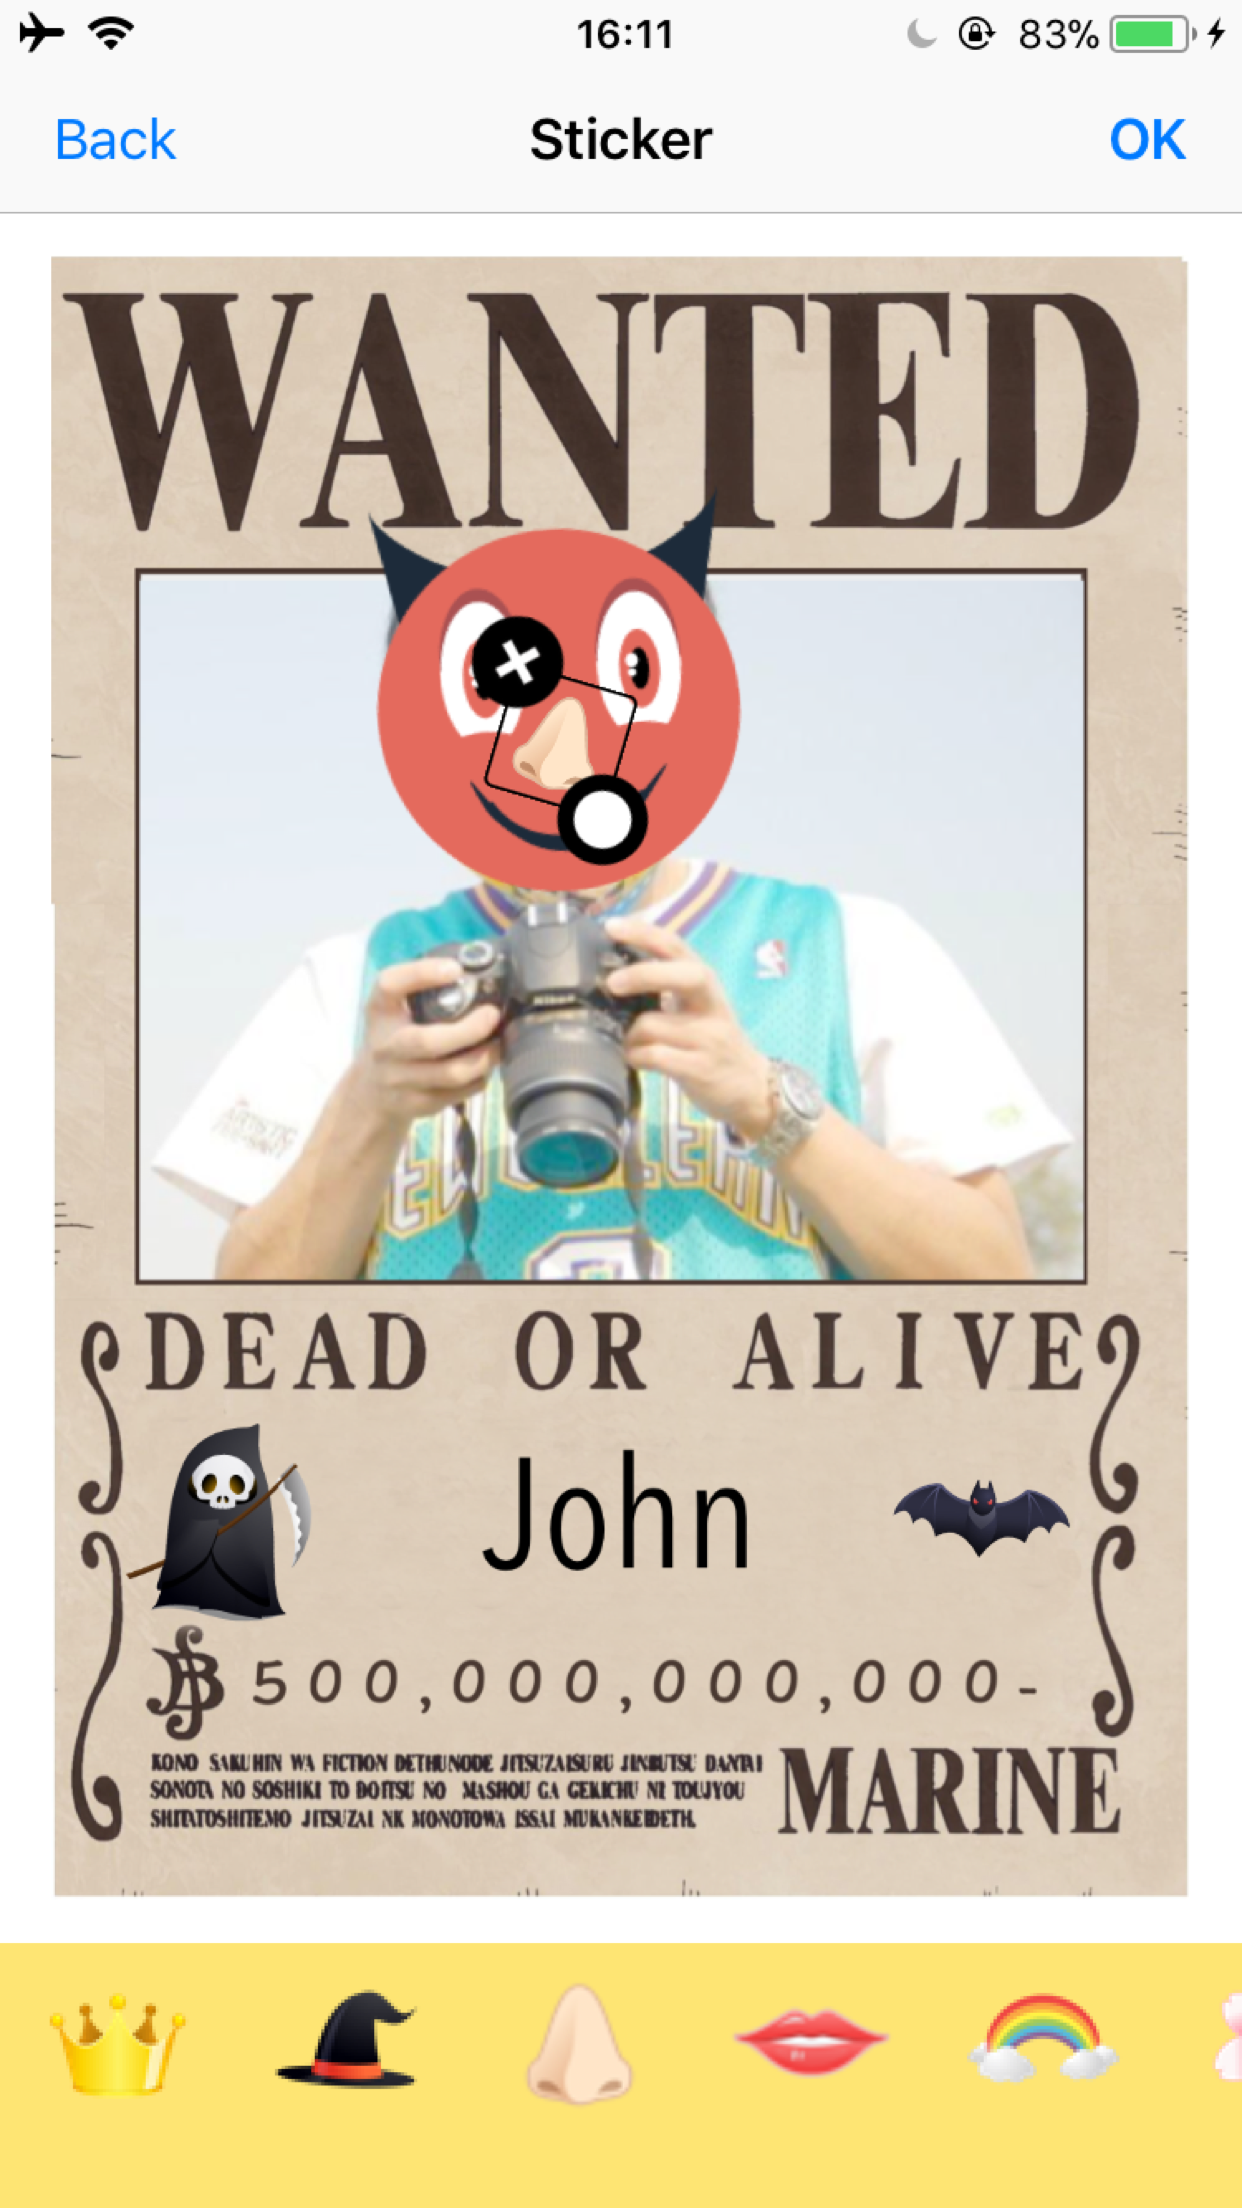 16:11
83%
Back
Sticker
OK
WANTED
Nikon
DEAD OR ALIVE
John
500,000,000,000-
KONO SAKUHIN WA FICTION DETHUNODE JITSUZAISURU JINBUTSU DANTAI
SONOTA NO SOSHIKI TO DOITSU NO MASHOU GA GEKICHU NI TOUJYOU
SHITATOSHITEMO JITSUZAI NK MONOTOWA ISSAI MUKANKEIDETH.
MARINE